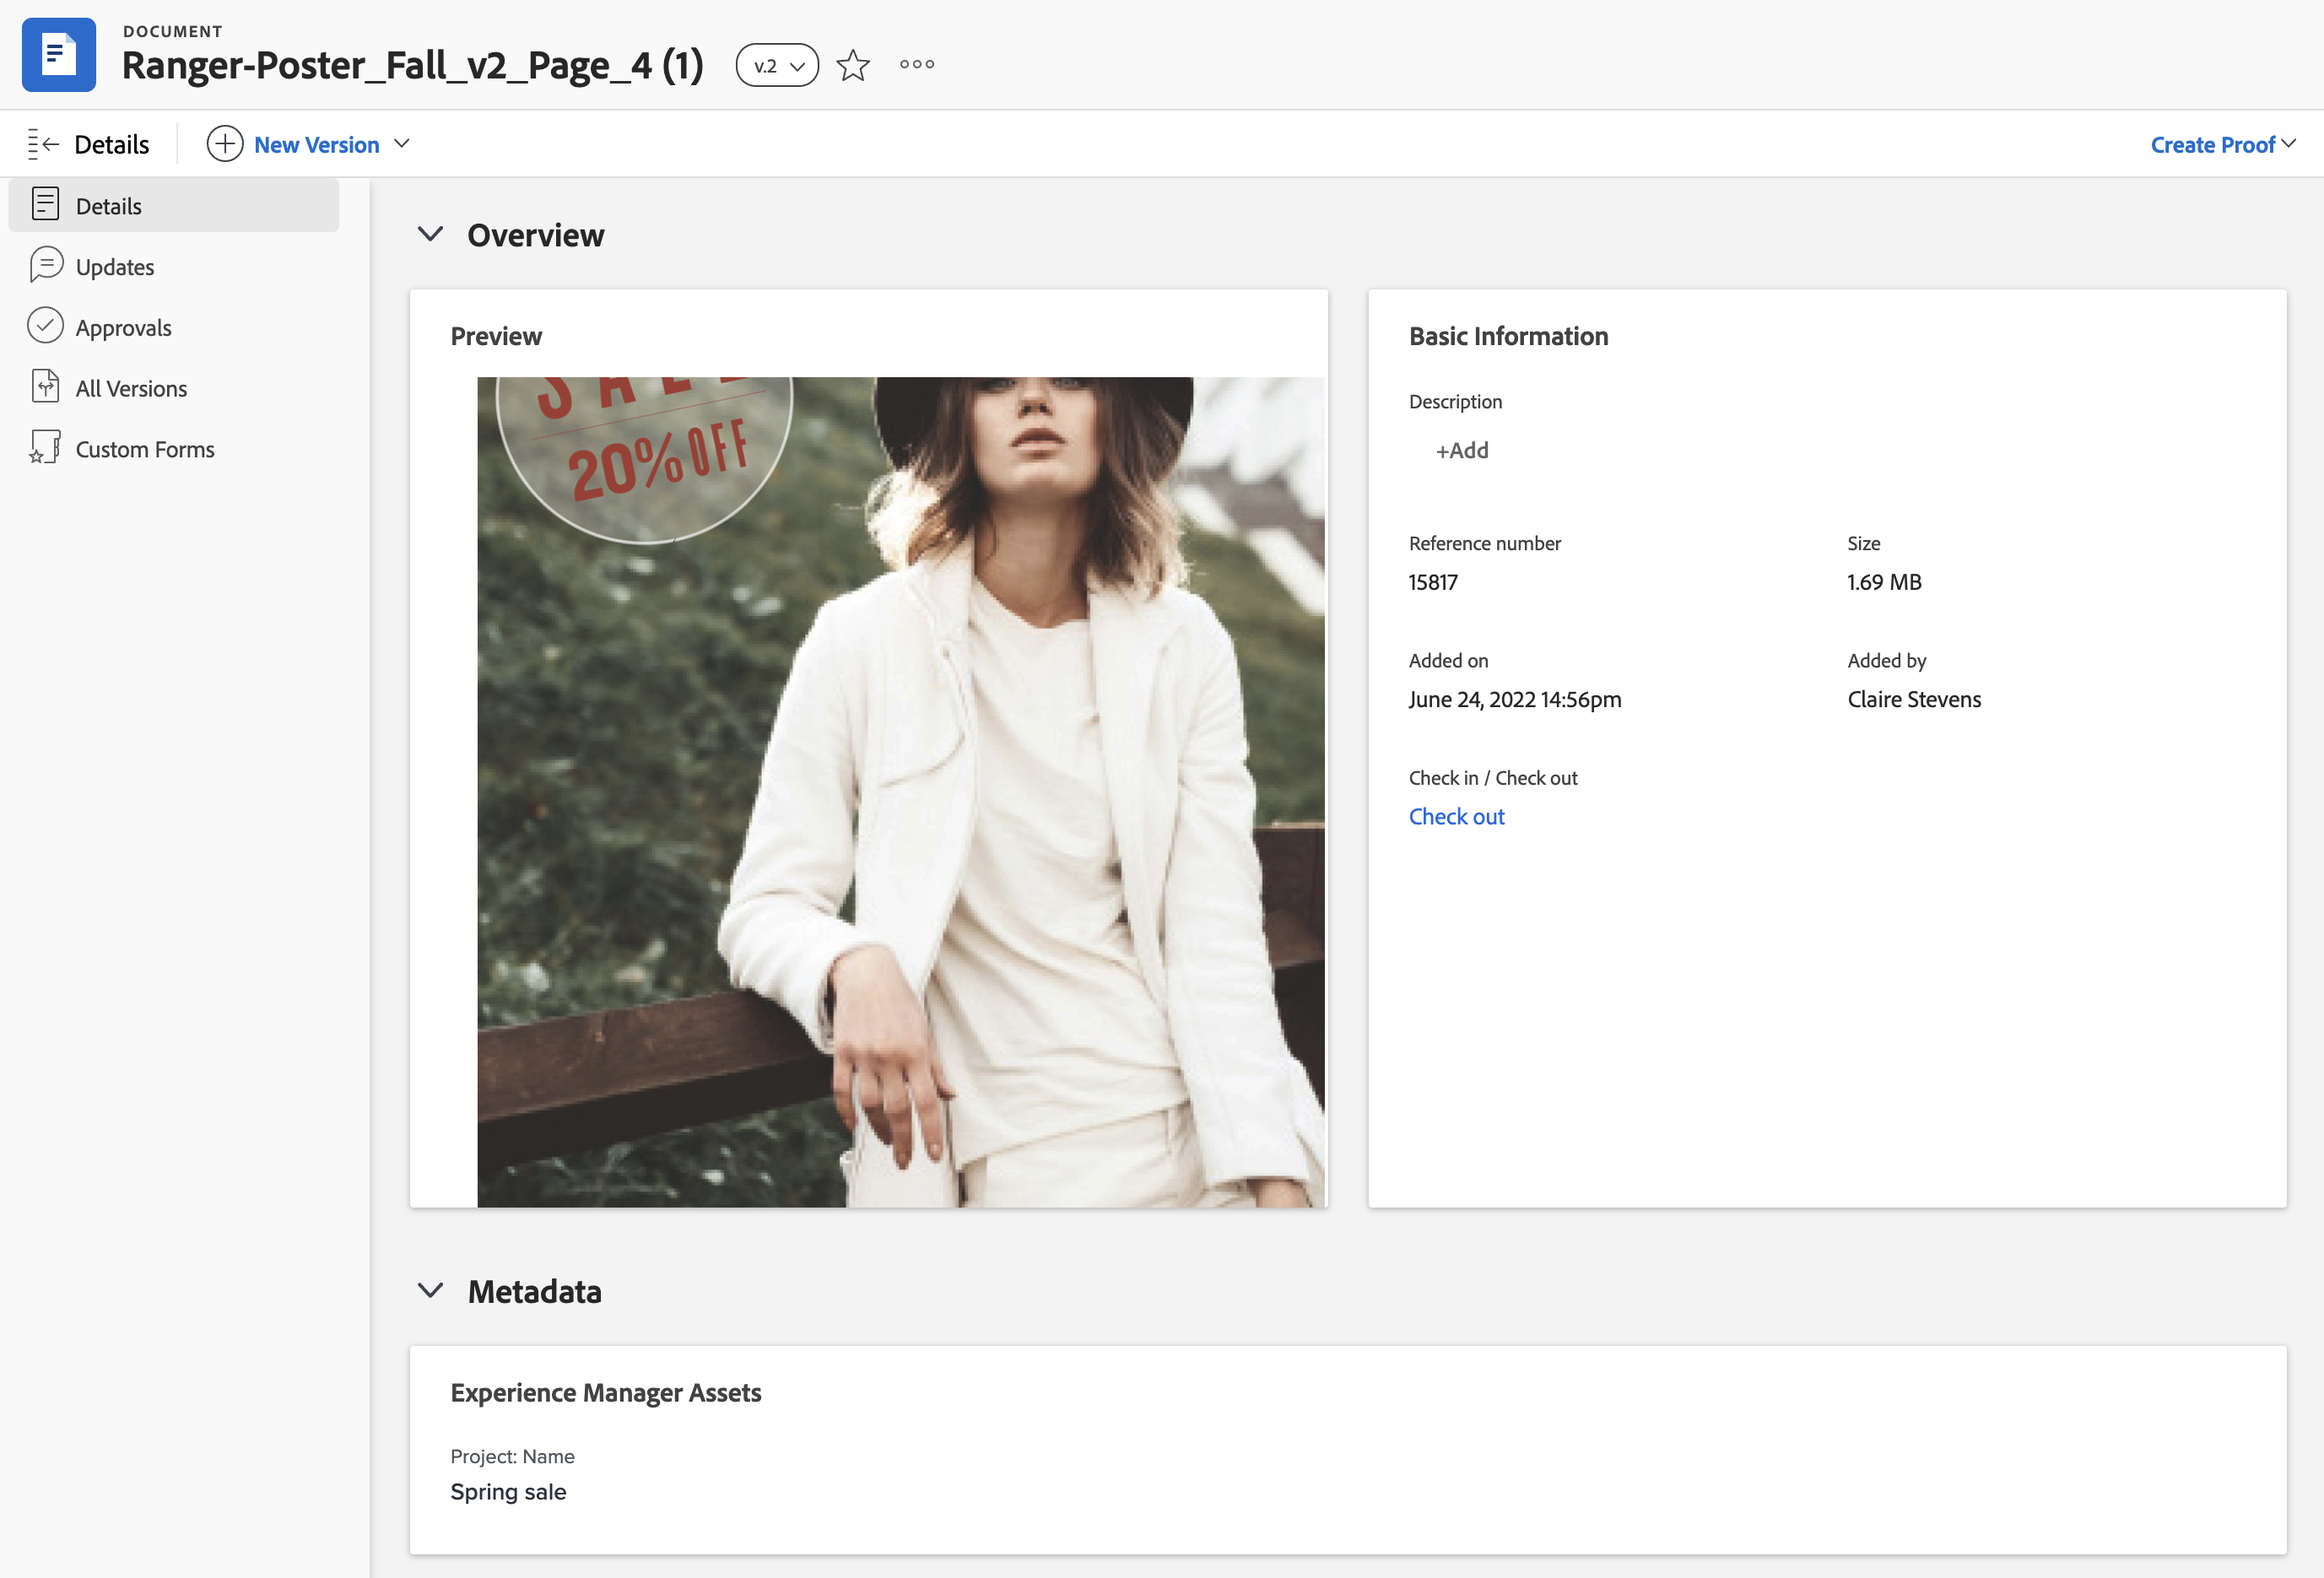 DOCUMENT
Ranger-Poster_Fall_v2_Page_4 (1)
v.2
Details
New Version
Create Proof
Details
Updates
Approvals
All Versions
Custom Forms
Overview
Preview
SALE
20% OFF
Basic Information
Description
+Add
Reference number
Size
15817
1.69 MB
Added on
Added by
June 24, 2022 14:56pm
Claire Stevens
Check in / Check out
Check out
Metadata
Experience Manager Assets
Project: Name
Spring sale